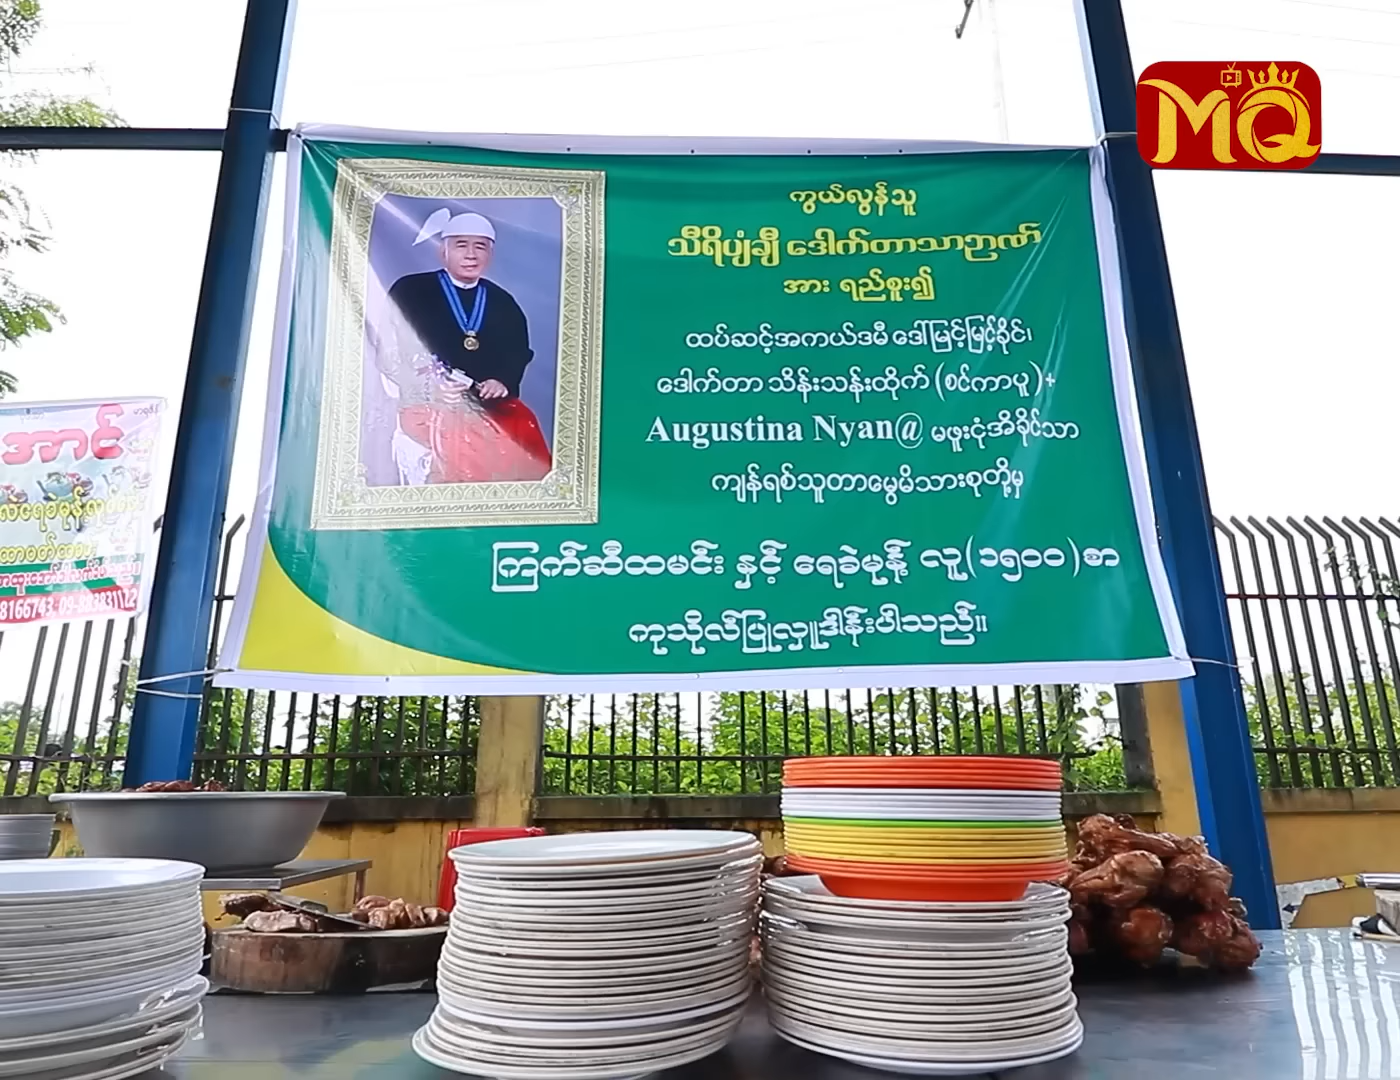 MQ
ကွယ်လွန်သူ
သီရိပျံချီ ဒေါက်တာသာဉာဏ်
အား ရည်စူး၍
ထပ်ဆင့်အကယ်ဒမီ ဒေါ်မြင့်မြင့်ခိုင်၊
ဒေါက်တာ သိန်းသန်းထိုက် (စင်ကာပူ)+
Augustina Nyan@ မဖူးငုံအိခိုင်သာ
ကျန်ရစ်သူတာမွေမိသားစုတို့မှ
ကြက်ဆီထမင်း နှင့် ရေခဲမုန့် လူ(၁၅၀၀)စာ
ကုသိုလ်ပြုလှူဒါန်းပါသည်။
အောင်